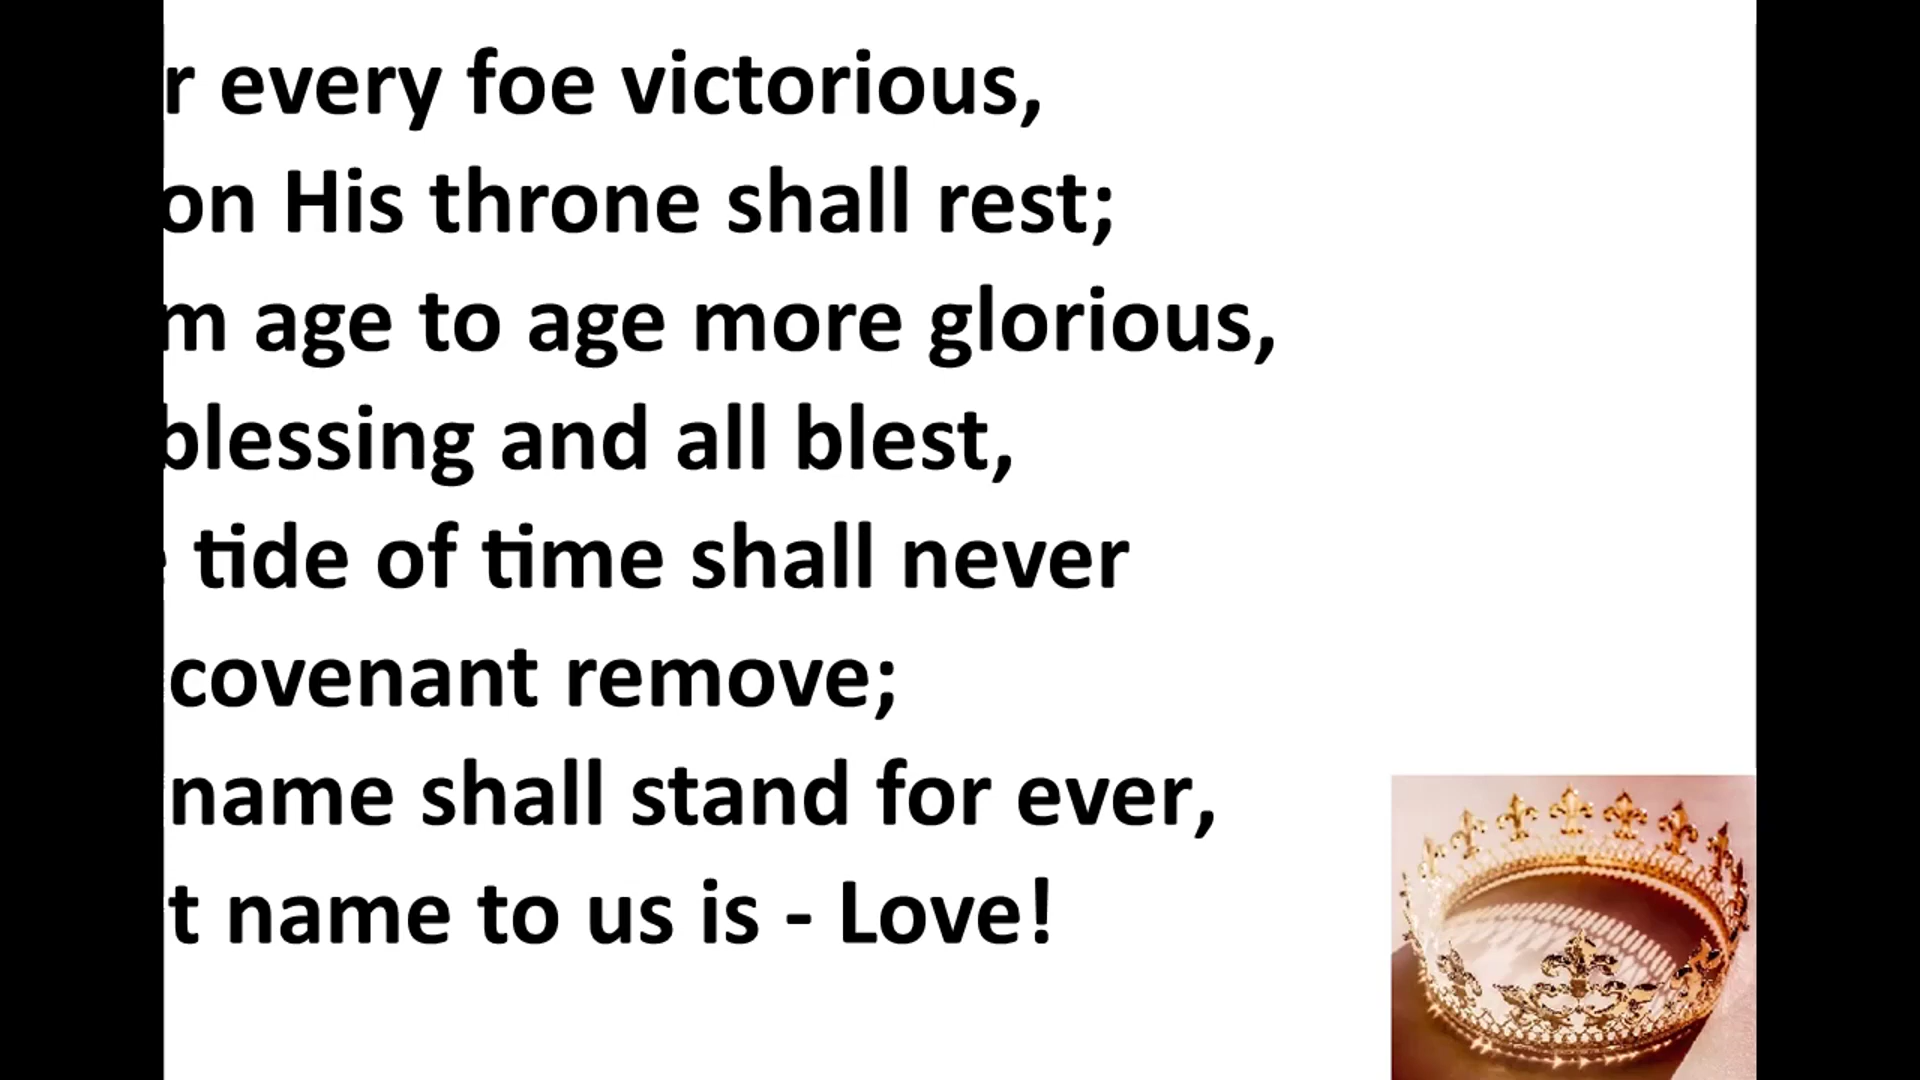 r every foe victorious,
on His throne shall rest;
m age to age more glorious,
blessing and all blest,
tide of time shall never
covenant remove;
name shall stand for ever,
t name to us is - Love!